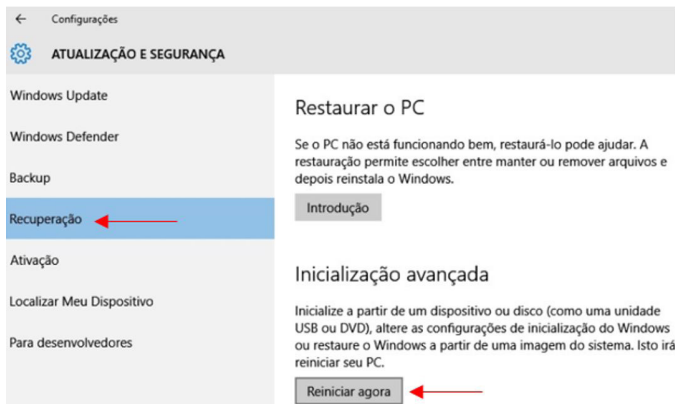 Configurações
ATUALIZAÇÃO E SEGURANÇA
Windows Update
Windows Defender
Backup
Recuperação
Ativação
Localizar Meu Dispositivo
Para desenvolvedores
Restaurar o PC
Se o PC não está funcionando bem, restaurá-lo pode ajudar. A
restauração permite escolher entre manter ou remover arquivos e
depois reinstala o Windows.
Introdução
Inicialização avançada
Inicialize a partir de um dispositivo ou disco (como uma unidade
USB ou DVD), altere as configurações de inicialização do Windows
ou restaure o Windows a partir de uma imagem do sistema. Isto irá
reiniciar seu PC.
Reiniciar agora